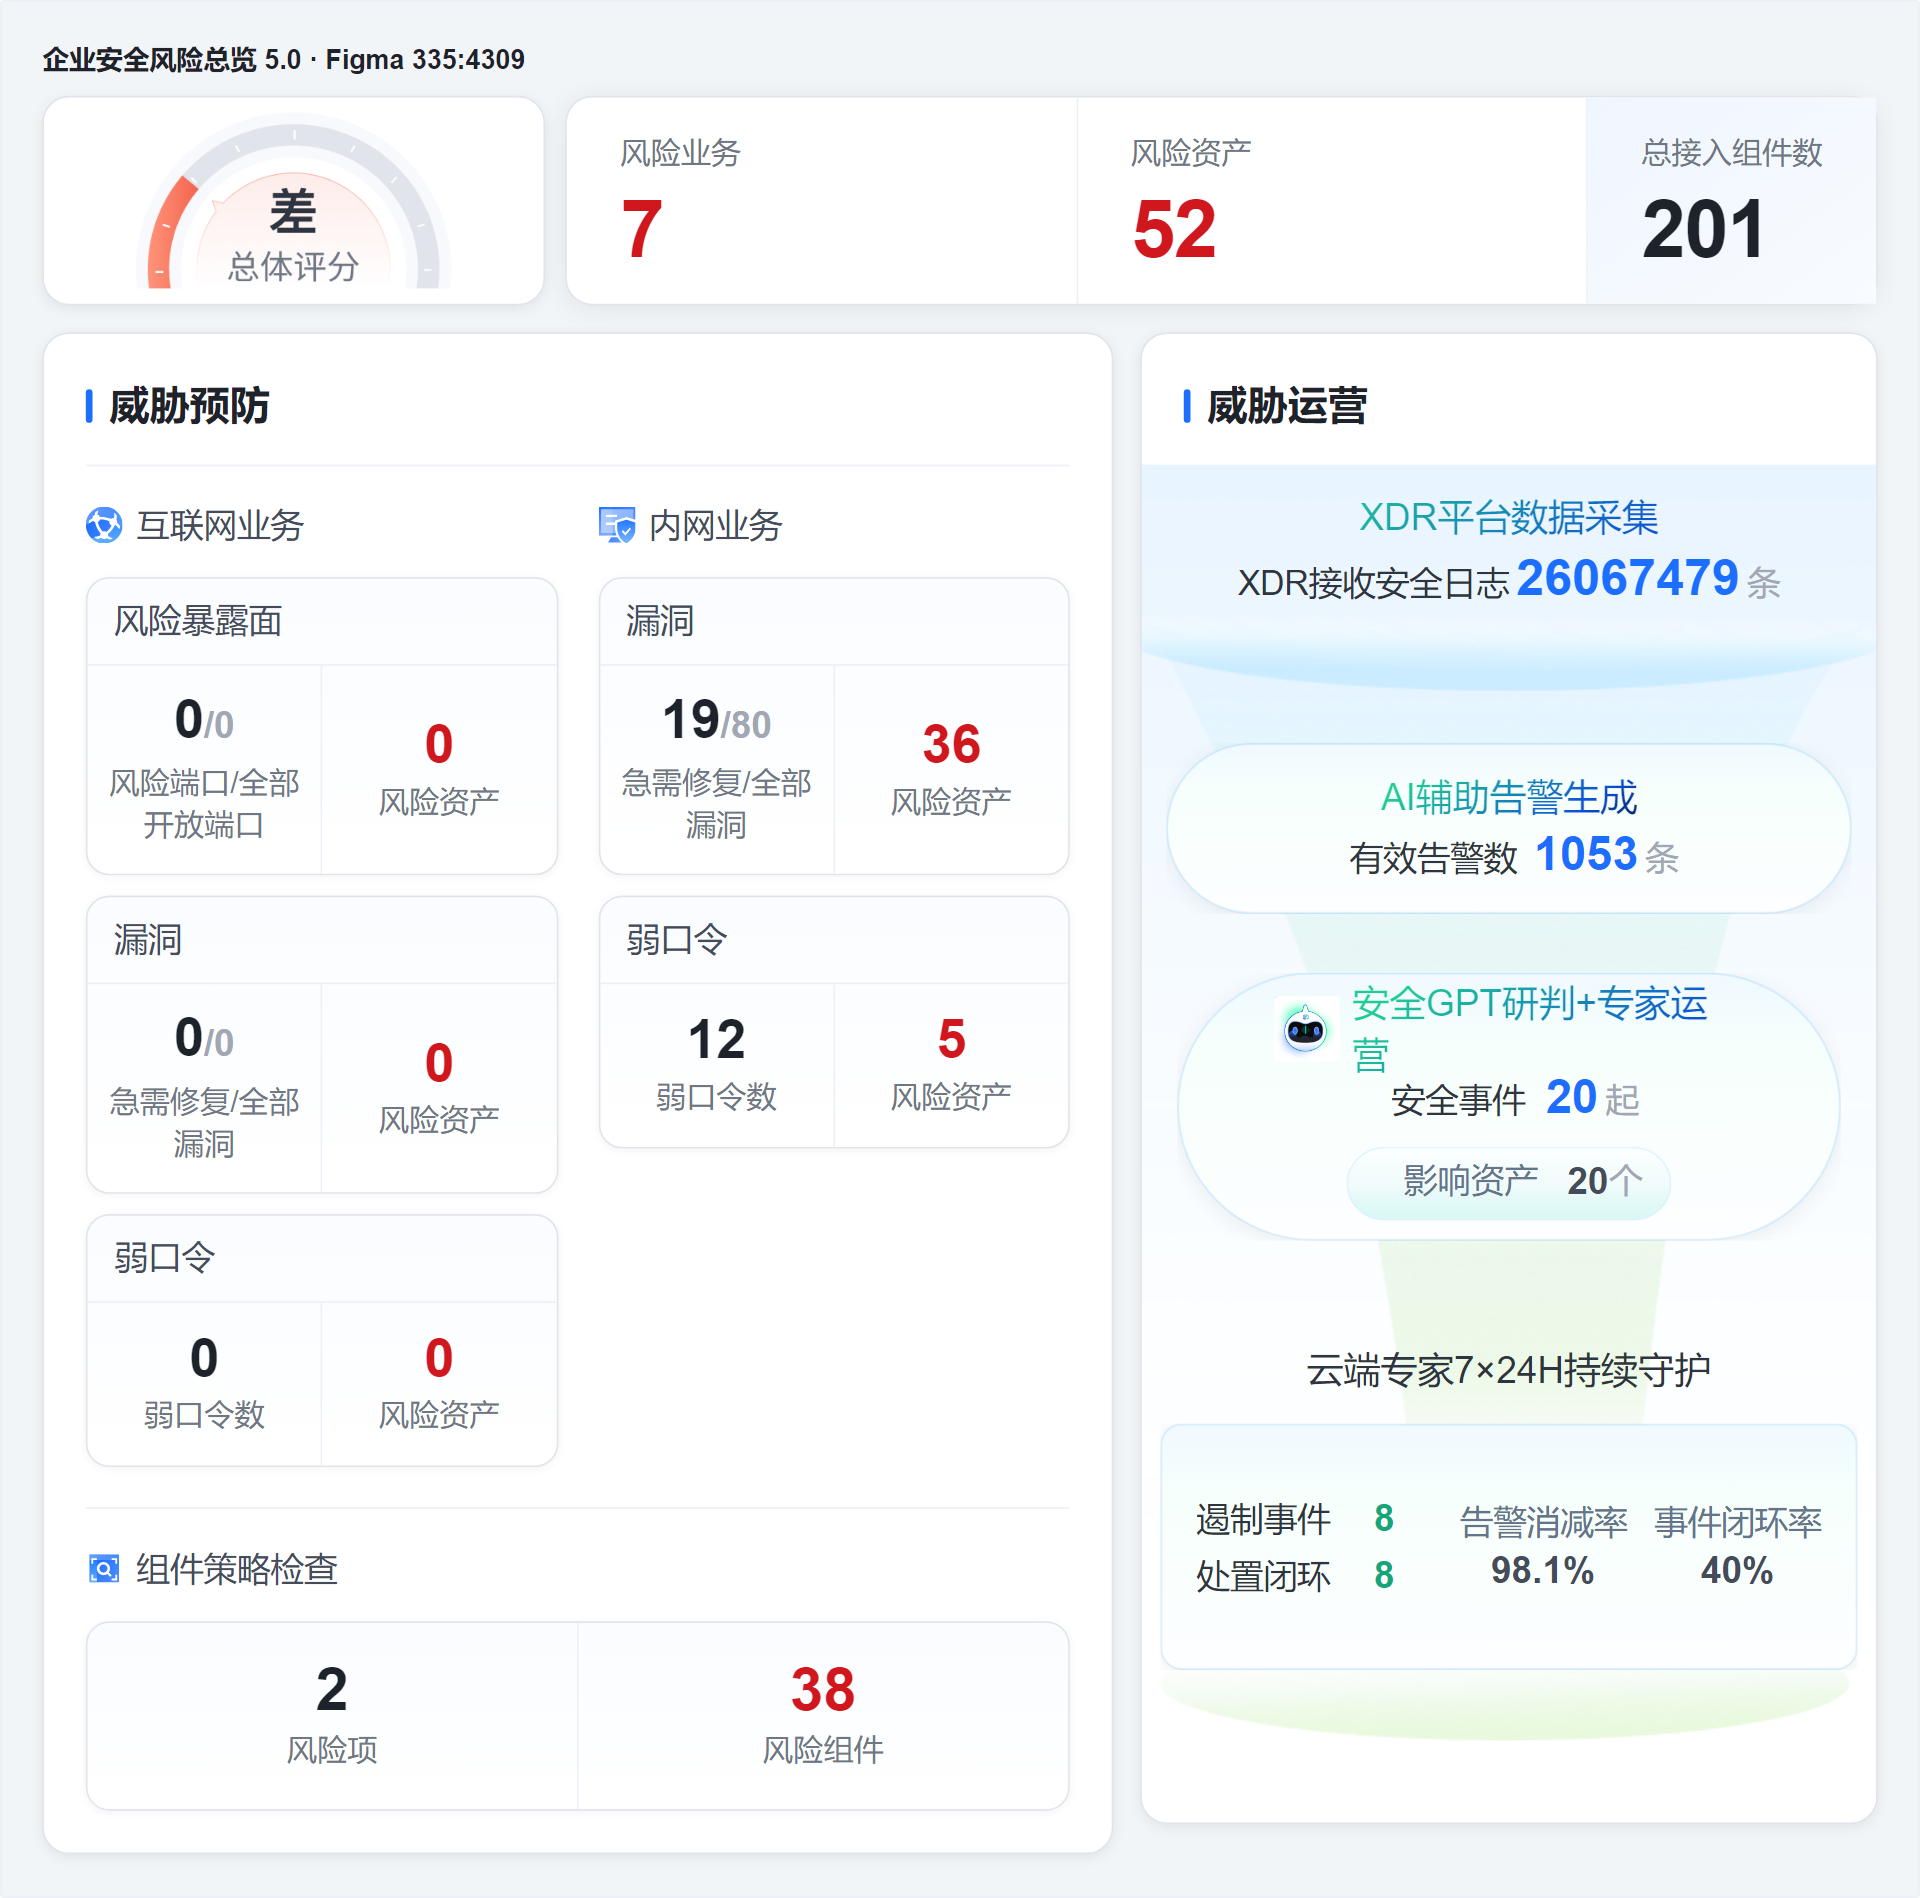 企业安全风险总览 5.0 · Figma 335:4309
差
总体评分
风险业务
7
风险资产
52
总接入组件数
201
威胁预防
互联网业务
风险暴露面
0/0
风险端口/全部
开放端口
0
风险资产
漏洞
0/0
急需修复/全部
漏洞
0
风险资产
弱口令
0
弱口令数
0
风险资产
内网业务
漏洞
19/80
急需修复/全部
漏洞
36
风险资产
弱口令
12
弱口令数
5
风险资产
组件策略检查
2
风险项
38
风险组件
威胁运营
XDR平台数据采集
XDR接收安全日志 26067479 条
AI辅助告警生成
有效告警数 1053 条
安全GPT研判+专家运
营
安全事件 20 起
影响资产 20个
云端专家7×24H持续守护
遏制事件 8
处置闭环 8
告警消减率
98.1%
事件闭环率
40%